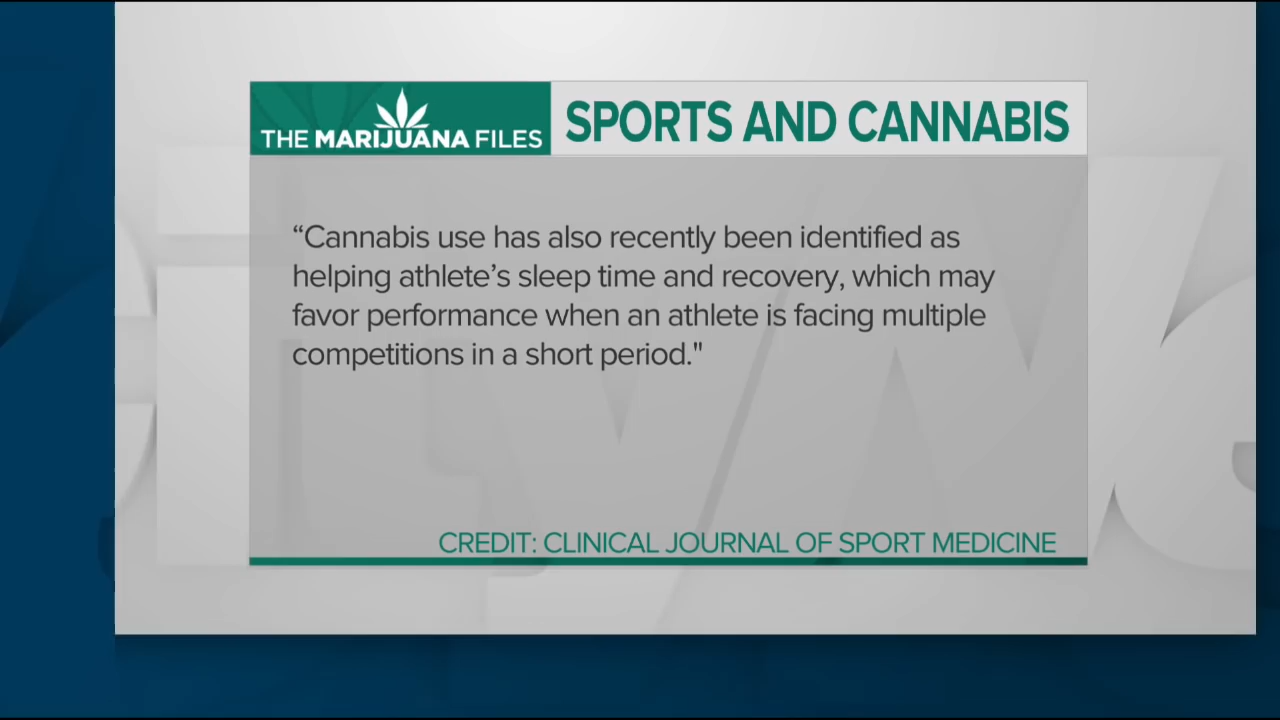 THE MARIJUANA FILES
SPORTS AND CANNABIS
“Cannabis use has also recently been identified as
helping athlete’s sleep time and recovery, which may
favor performance when an athlete is facing multiple
competitions in a short period."
CREDIT: CLINICAL JOURNAL OF SPORT MEDICINE